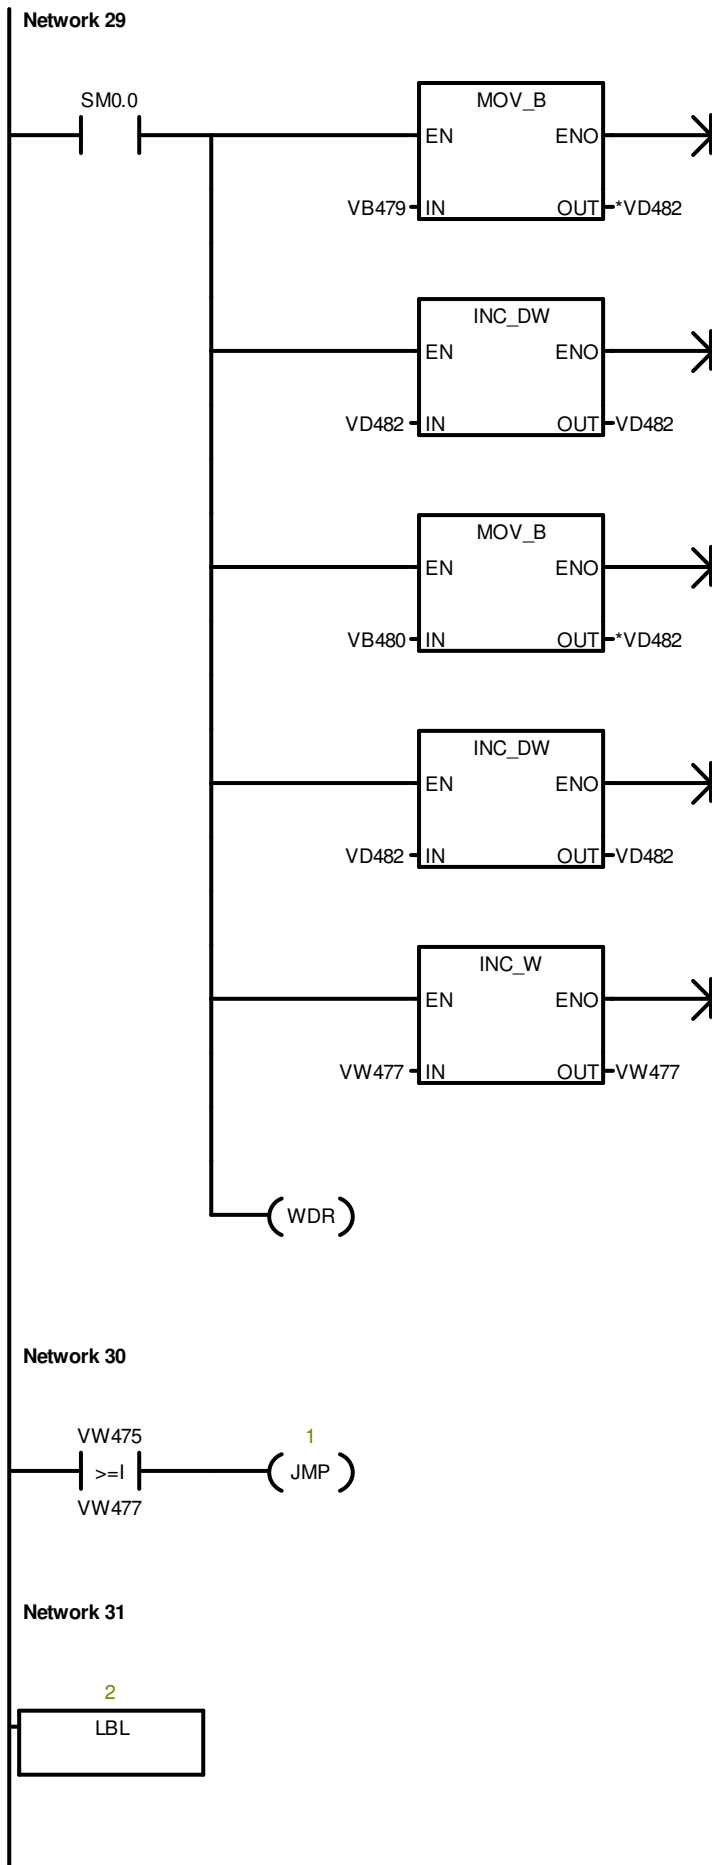 Network 29
SM0.0
MOV_B
EN ENO
VB479 IN OUT *VD482
INC_DW
EN ENO
VD482 IN OUT VD482
MOV_B
EN ENO
VB480 IN OUT *VD482
INC_DW
EN ENO
VD482 IN OUT VD482
INC_W
EN ENO
VW477 IN OUT VW477
WDR
Network 30
VW475 1
>=I JMP
VW477
Network 31
2
LBL